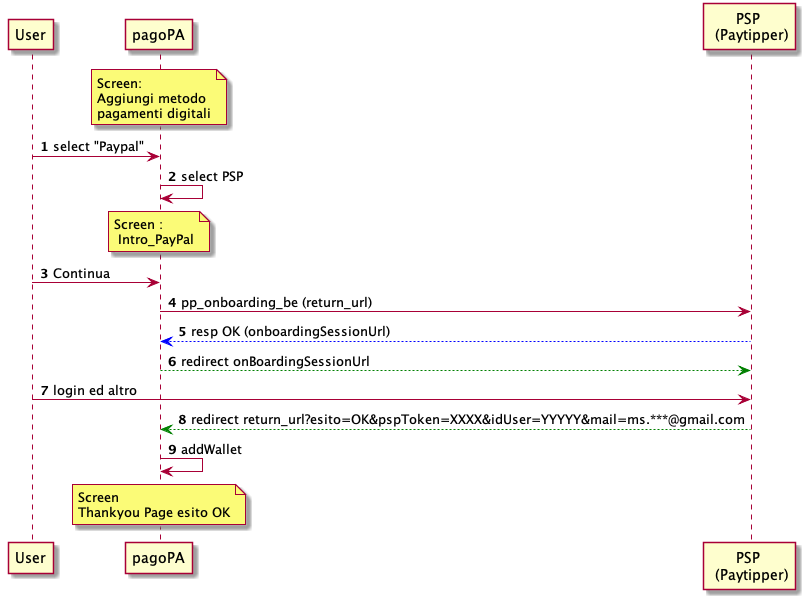 User
pagoPA
PSP
(Paytipper)
Screen:
Aggiungi metodo
pagamenti digitali
1 select "Paypal"
2 select PSP
Screen :
Intro_PayPal
3 Continua
4 pp_onboarding_be (return_url)
5 resp OK (onboardingSessionUrl)
6 redirect onBoardingSessionUrl
7 login ed altro
8 redirect return_url?esito=OK&pspToken=XXXX&idUser=YYYYY&mail=ms.***@gmail.com
9 addWallet
Screen
Thankyou Page esito OK
User
pagoPA
PSP
(Paytipper)